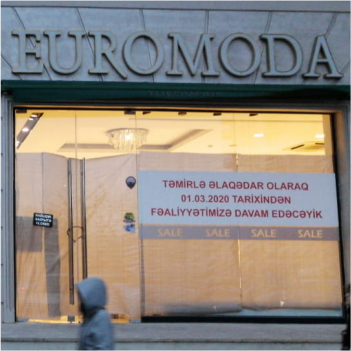 EUROMODA
TƏMİRLƏ ƏLAQƏDAR OLARAQ
01.03.2020 TARİXİNDƏN
FƏALİYYƏTİMİZƏ DAVAM EDƏCƏYİK
SALE SALE SALE SALE